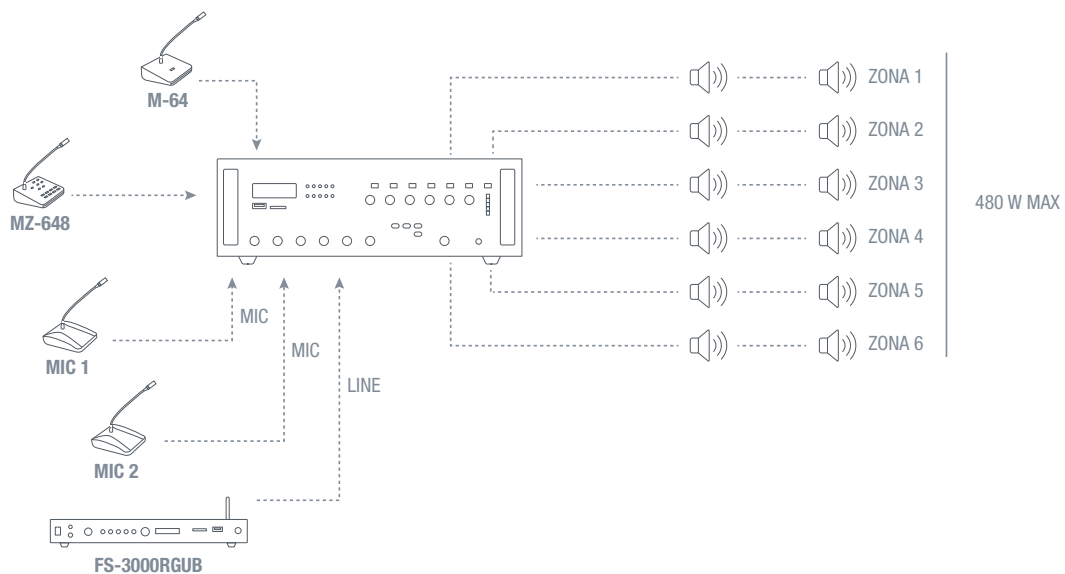 M-64
MZ-648
MIC 1
MIC 2
FS-3000RGUB
MIC
MIC
LINE
ZONA 1
ZONA 2
ZONA 3
ZONA 4
ZONA 5
ZONA 6
480 W MAX